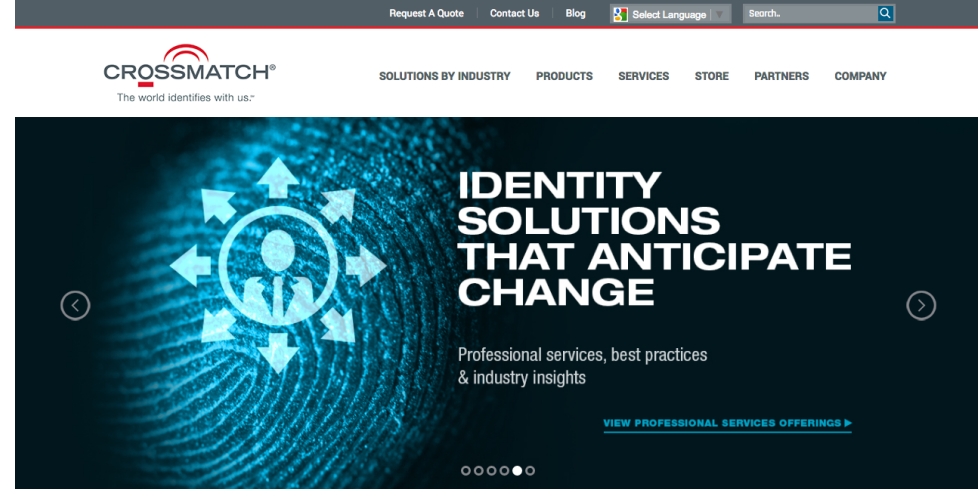 Request A Quote
Contact Us
Blog
Select Language
Search..
CROSSMATCH®
The world identifies with us.™
SOLUTIONS BY INDUSTRY
PRODUCTS
SERVICES
STORE
PARTNERS
COMPANY
IDENTITY
SOLUTIONS
THAT ANTICIPATE
CHANGE
Professional services, best practices
& industry insights
VIEW PROFESSIONAL SERVICES OFFERINGS